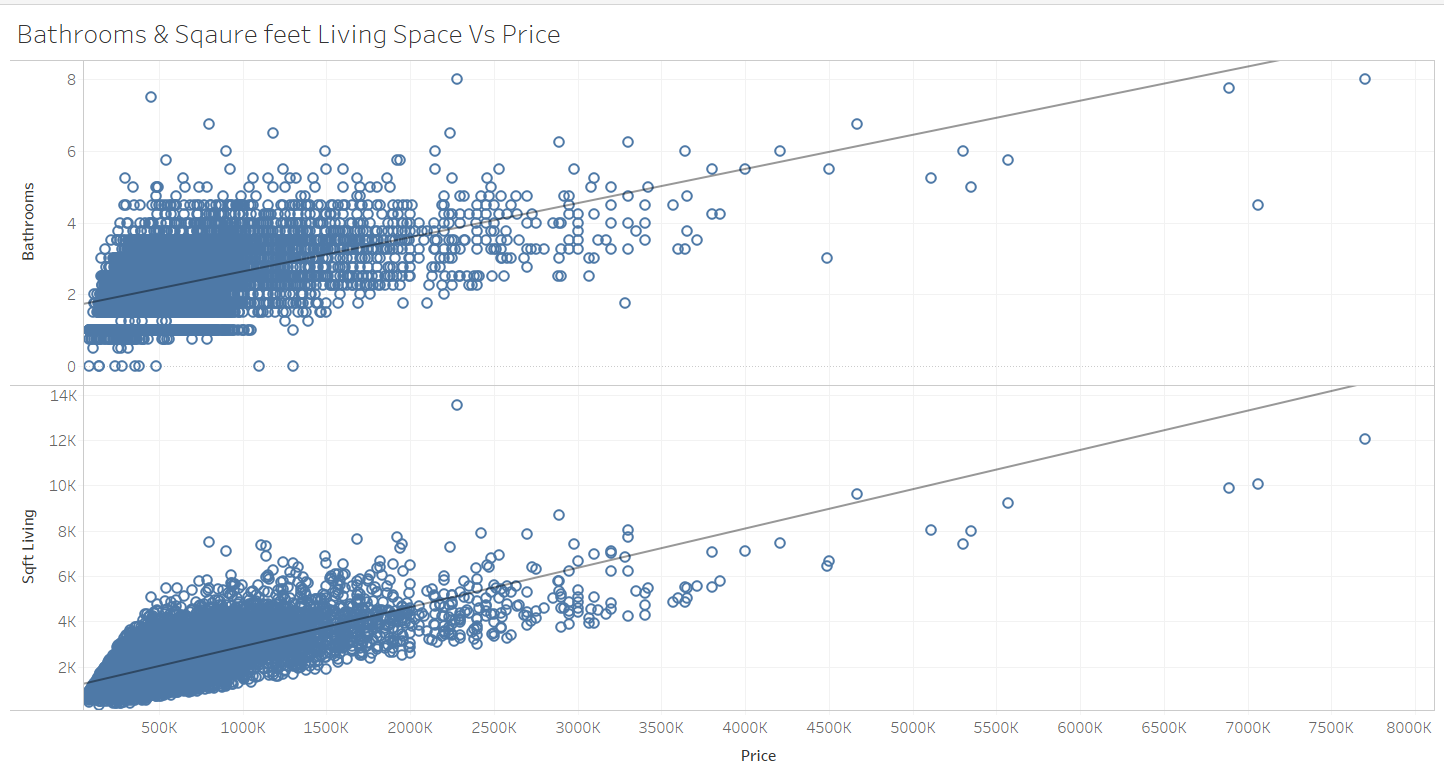 Bathrooms & Sqaure feet Living Space Vs Price
8
6
4
2
0
Bathrooms
14K
12K
10K
8K
6K
4K
2K
Sqft Living
500K 1000K 1500K 2000K 2500K 3000K 3500K 4000K 4500K 5000K 5500K 6000K 6500K 7000K 7500K 8000K
Price